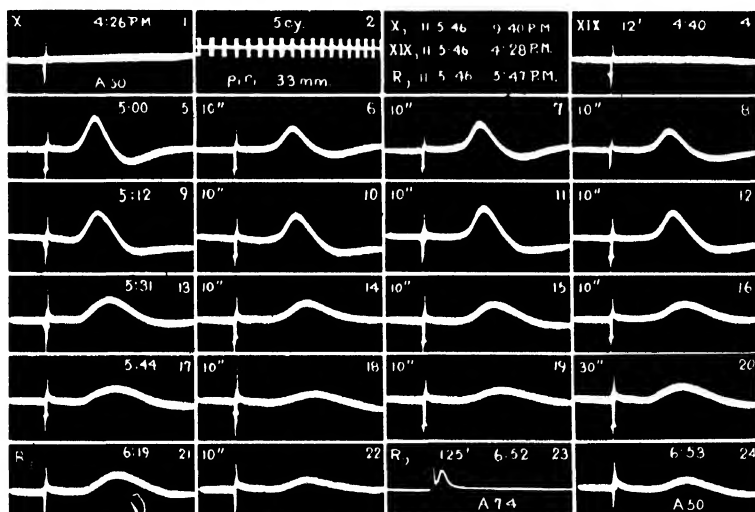 X 4:26 PM 1
A 50
5 cy. 2
33 mm.
X, 11 5 46 9 40 P M
XIX, 11 5 46 4 28 P.M.
R, 11 5 46 5 47 P.M.
XIX 12' 4:40 4
5:00 5
10" 6
10" 7
10" 8
5:12 9
10" 10
10" 11
10" 12
5:31 13
10" 14
10" 15
10" 16
5:44 17
10" 18
10" 19
30" 20
R 6:19 21
10" 22
R, 125' 6:52 23
A 74
6:53 24
A 50